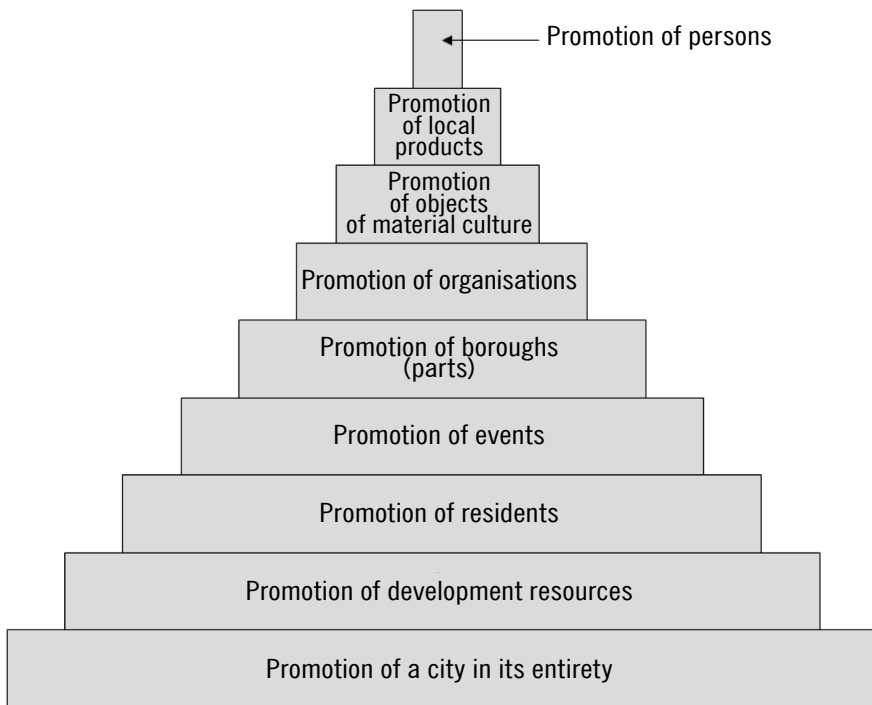 Promotion of persons
Promotion
of local
products
Promotion
of objects
of material culture
Promotion of organisations
Promotion of boroughs
(parts)
Promotion of events
Promotion of residents
Promotion of development resources
Promotion of a city in its entirety